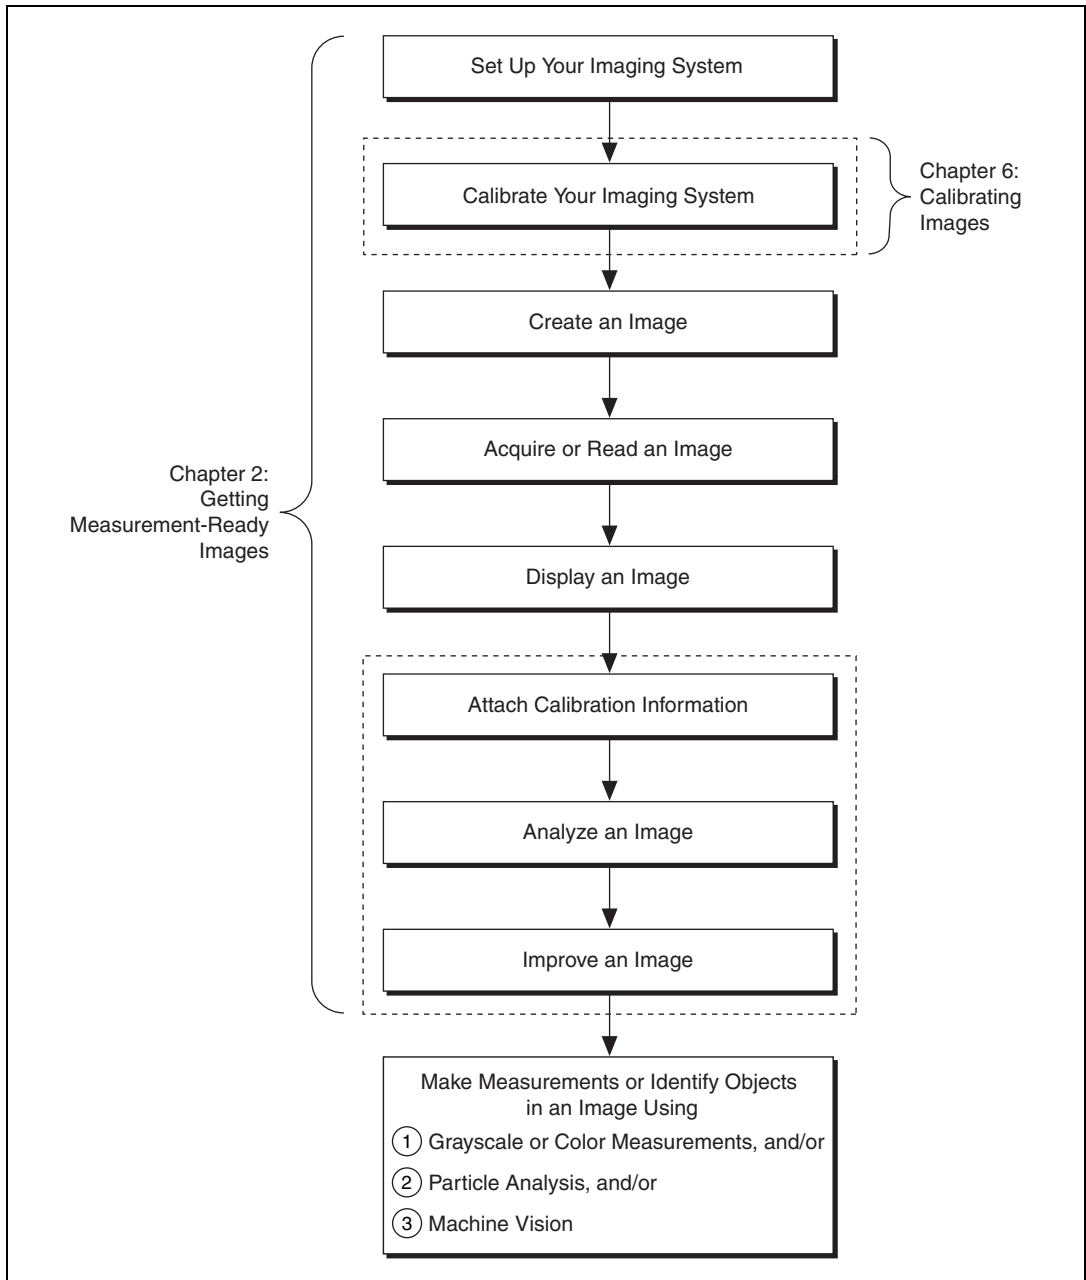 Set Up Your Imaging System
Calibrate Your Imaging System
Chapter 6:
Calibrating
Images
Create an Image
Acquire or Read an Image
Chapter 2:
Getting
Measurement-Ready
Images
Display an Image
Attach Calibration Information
Analyze an Image
Improve an Image
Make Measurements or Identify Objects
in an Image Using
1 Grayscale or Color Measurements, and/or
2 Particle Analysis, and/or
3 Machine Vision